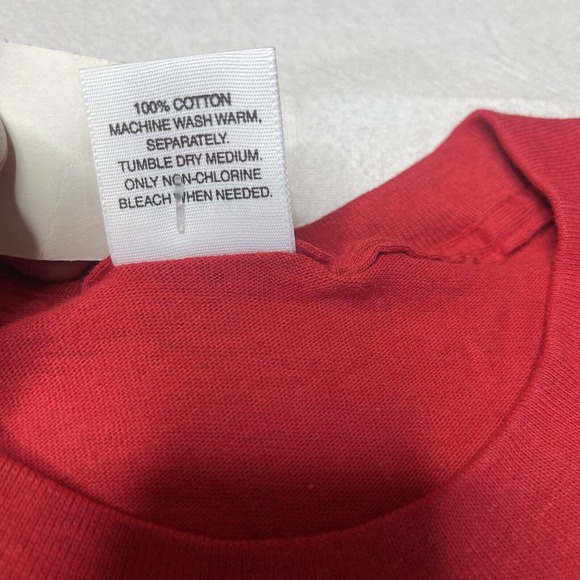 100% COTTON
MACHINE WASH WARM,
SEPARATELY.
TUMBLE DRY MEDIUM.
ONLY NON-CHLORINE
BLEACH WHEN NEEDED.